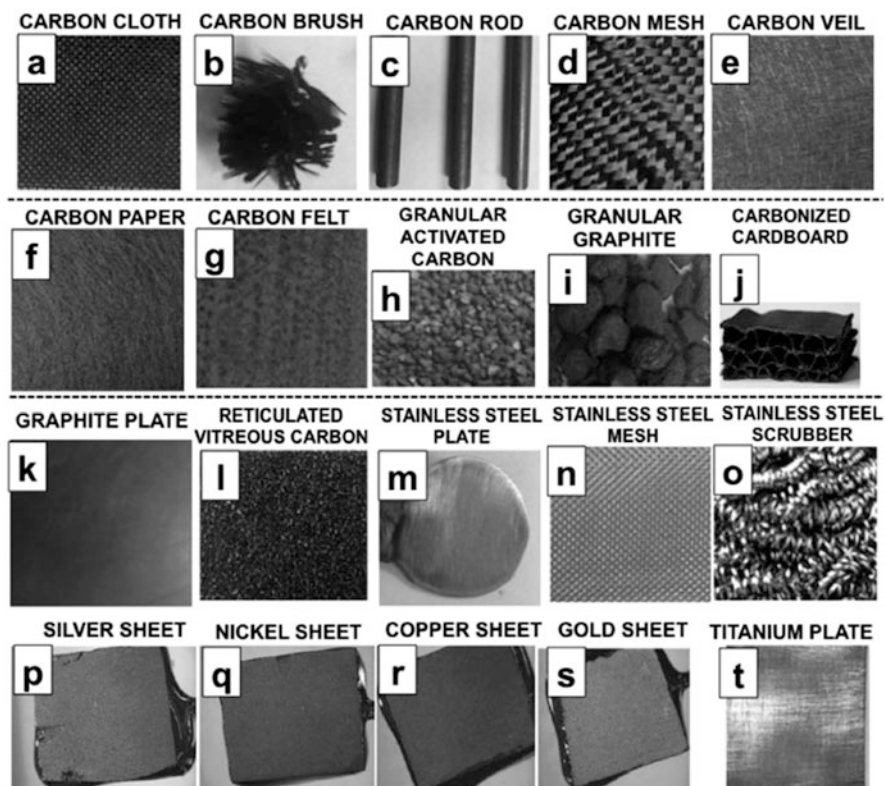 CARBON CLOTH
CARBON BRUSH
CARBON ROD
CARBON MESH
CARBON VEIL
a
b
c
d
e
CARBON PAPER
CARBON FELT
GRANULAR
ACTIVATED
CARBON
GRANULAR
GRAPHITE
CARBONIZED
CARDBOARD
f
g
h
i
j
GRAPHITE PLATE
RETICULATED
VITREOUS CARBON
STAINLESS STEEL
PLATE
STAINLESS STEEL
MESH
STAINLESS STEEL
SCRUBBER
k
l
m
n
o
SILVER SHEET
NICKEL SHEET
COPPER SHEET
GOLD SHEET
TITANIUM PLATE
p
q
r
s
t